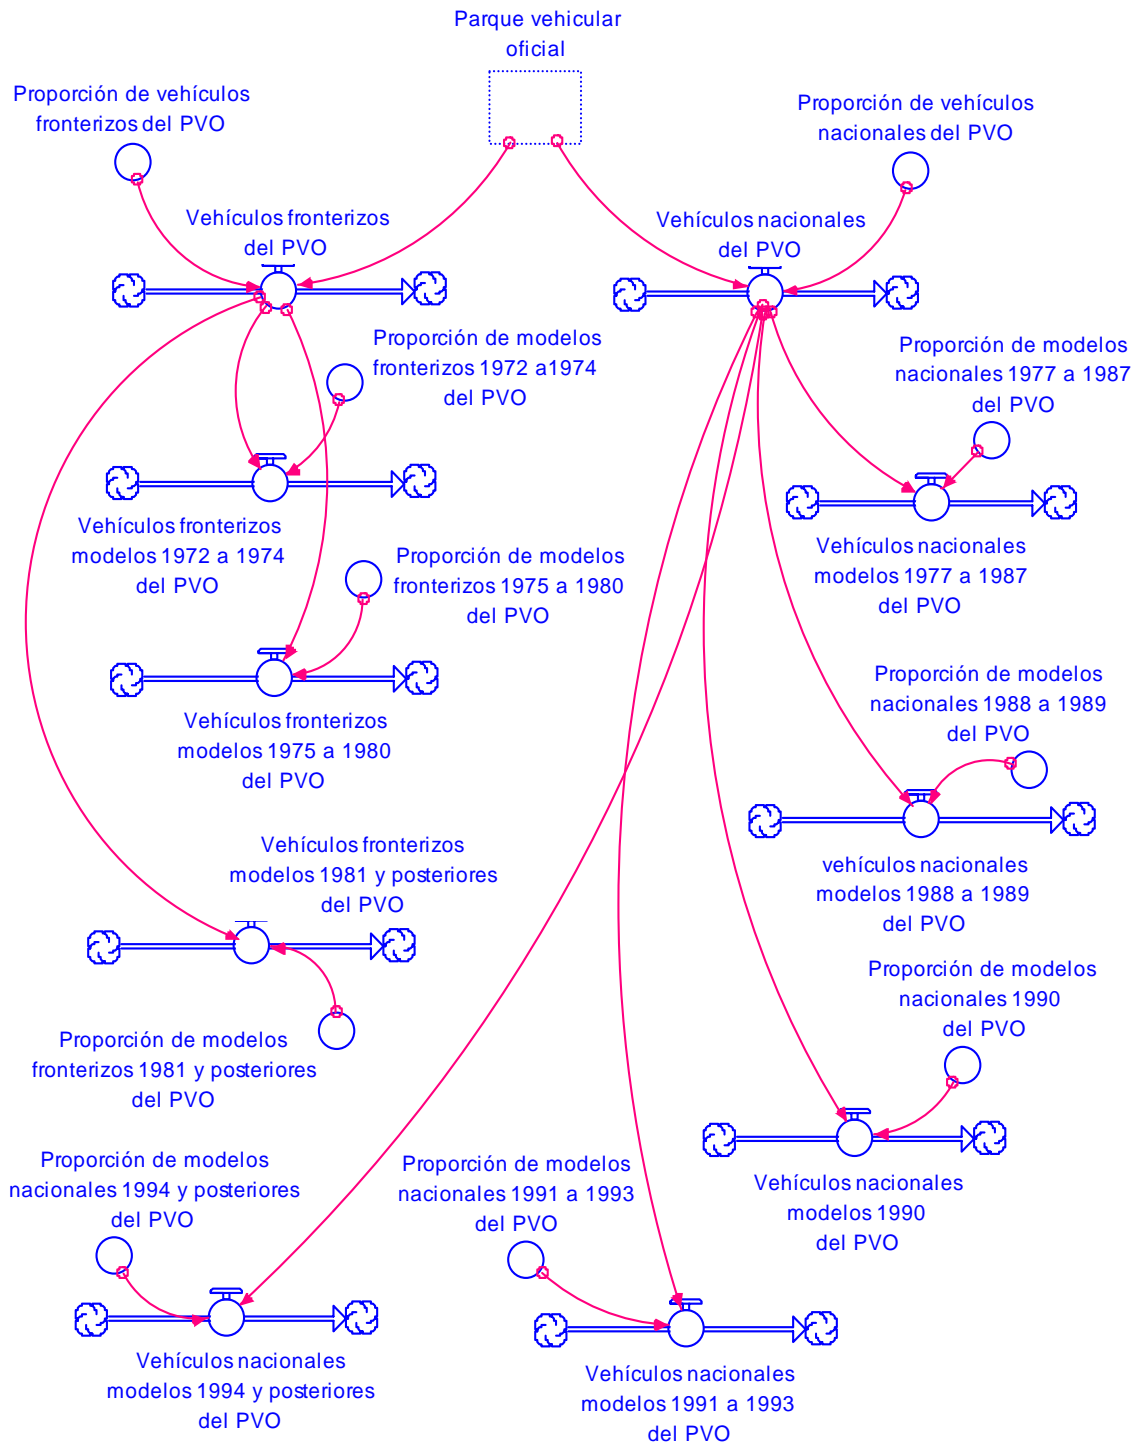 Parque vehicular
oficial
Proporción de vehículos
fronterizos del PVO
Proporción de vehículos
nacionales del PVO
Vehículos fronterizos
del PVO
Vehículos nacionales
del PVO
Proporción de modelos
fronterizos 1972 a1974
del PVO
Proporción de modelos
nacionales 1977 a 1987
del PVO
Vehículos fronterizos
modelos 1972 a 1974
del PVO
Vehículos nacionales
modelos 1977 a 1987
del PVO
Proporción de modelos
fronterizos 1975 a 1980
del PVO
Vehículos fronterizos
modelos 1975 a 1980
del PVO
Proporción de modelos
nacionales 1988 a 1989
del PVO
Vehículos fronterizos
modelos 1981 y posteriores
del PVO
vehículos nacionales
modelos 1988 a 1989
del PVO
Proporción de modelos
nacionales 1990
del PVO
Proporción de modelos
fronterizos 1981 y posteriores
del PVO
Proporción de modelos
nacionales 1994 y posteriores
del PVO
Proporción de modelos
nacionales 1991 a 1993
del PVO
Vehículos nacionales
modelos 1990
del PVO
Vehículos nacionales
modelos 1994 y posteriores
del PVO
Vehículos nacionales
modelos 1991 a 1993
del PVO